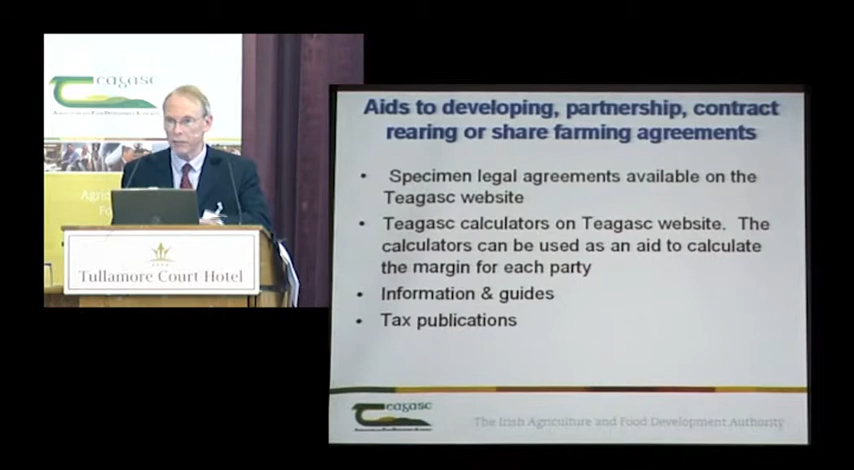 Teagasc
Tullamore Court Hotel
Aids to developing, partnership, contract
rearing or share farming agreements
• Specimen legal agreements available on the
Teagasc website
• Teagasc calculators on Teagasc website. The
calculators can be used as an aid to calculate
the margin for each party
• Information & guides
• Tax publications
Teagasc
The Irish Agriculture and Food Development Authority